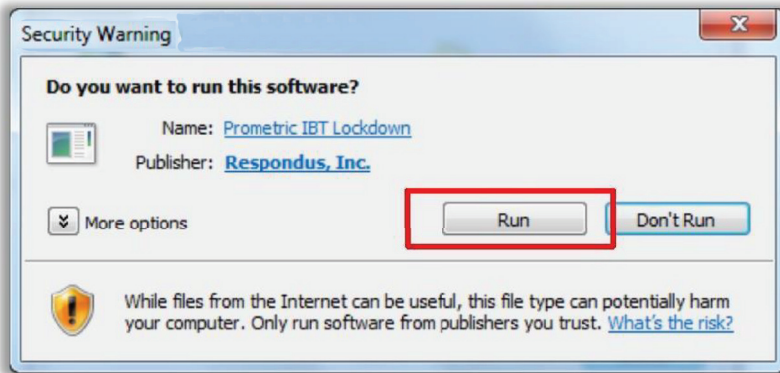 Security Warning
Do you want to run this software?
Name: Prometric IBT Lockdown
Publisher: Respondus, Inc.
More options
Run
Don't Run
While files from the Internet can be useful, this file type can potentially harm
your computer. Only run software from publishers you trust. What's the risk?